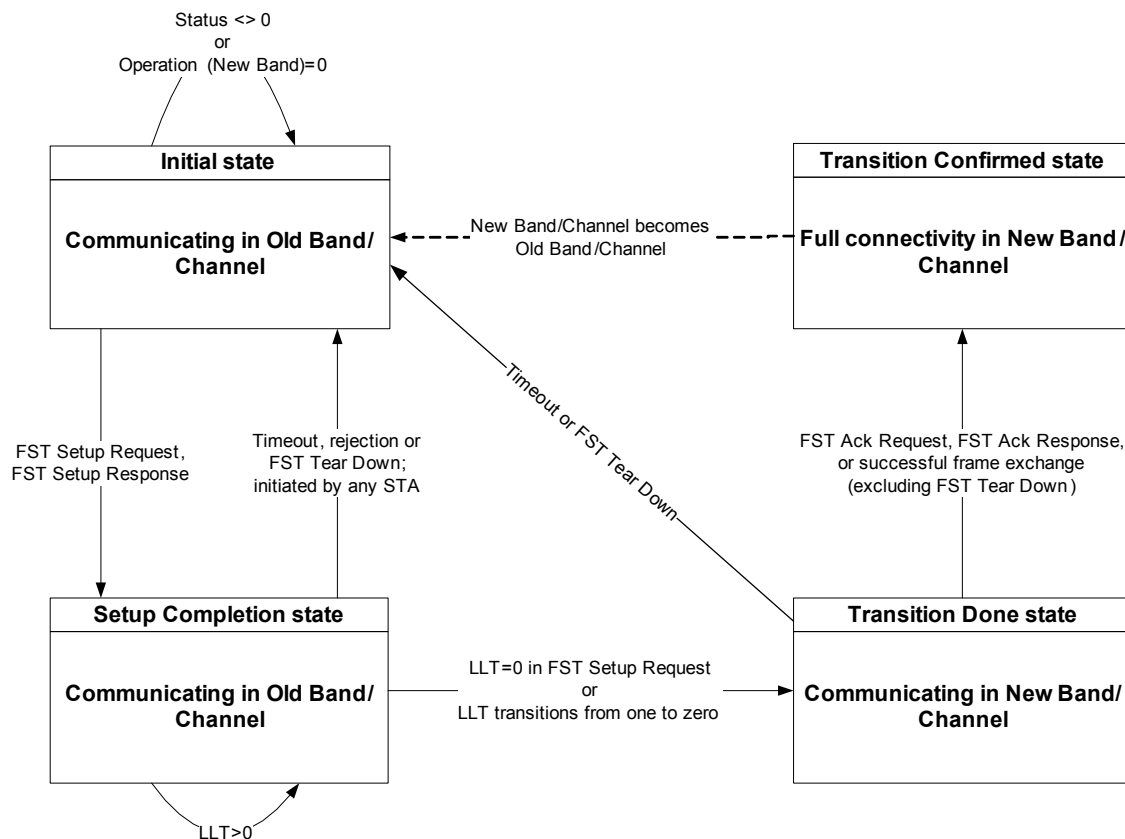 Status <> 0
or
Operation (New Band)=0
Initial state
Communicating in Old Band/
Channel
Transition Confirmed state
Full connectivity in New Band/
Channel
New Band/Channel becomes
Old Band/Channel
Timeout or FST Tear Down
FST Setup Request,
FST Setup Response
Timeout, rejection or
FST Tear Down;
initiated by any STA
FST Ack Request, FST Ack Response,
or successful frame exchange
(excluding FST Tear Down)
Setup Completion state
Communicating in Old Band/
Channel
LLT=0 in FST Setup Request
or
LLT transitions from one to zero
Transition Done state
Communicating in New Band/
Channel
LLT>0